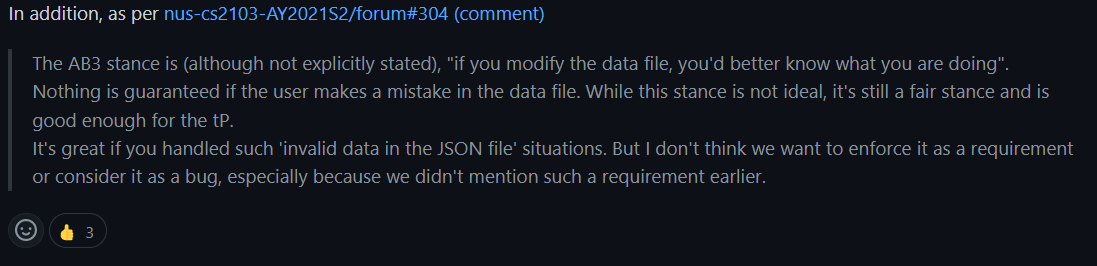 In addition, as per nus-cs2103-AY2021S2/forum#304 (comment)
The AB3 stance is (although not explicitly stated), "if you modify the data file, you'd better know what you are doing".
Nothing is guaranteed if the user makes a mistake in the data file. While this stance is not ideal, it's still a fair stance and is
good enough for the tP.
It's great if you handled such 'invalid data in the JSON file' situations. But I don't think we want to enforce it as a requirement
or consider it as a bug, especially because we didn't mention such a requirement earlier.
3